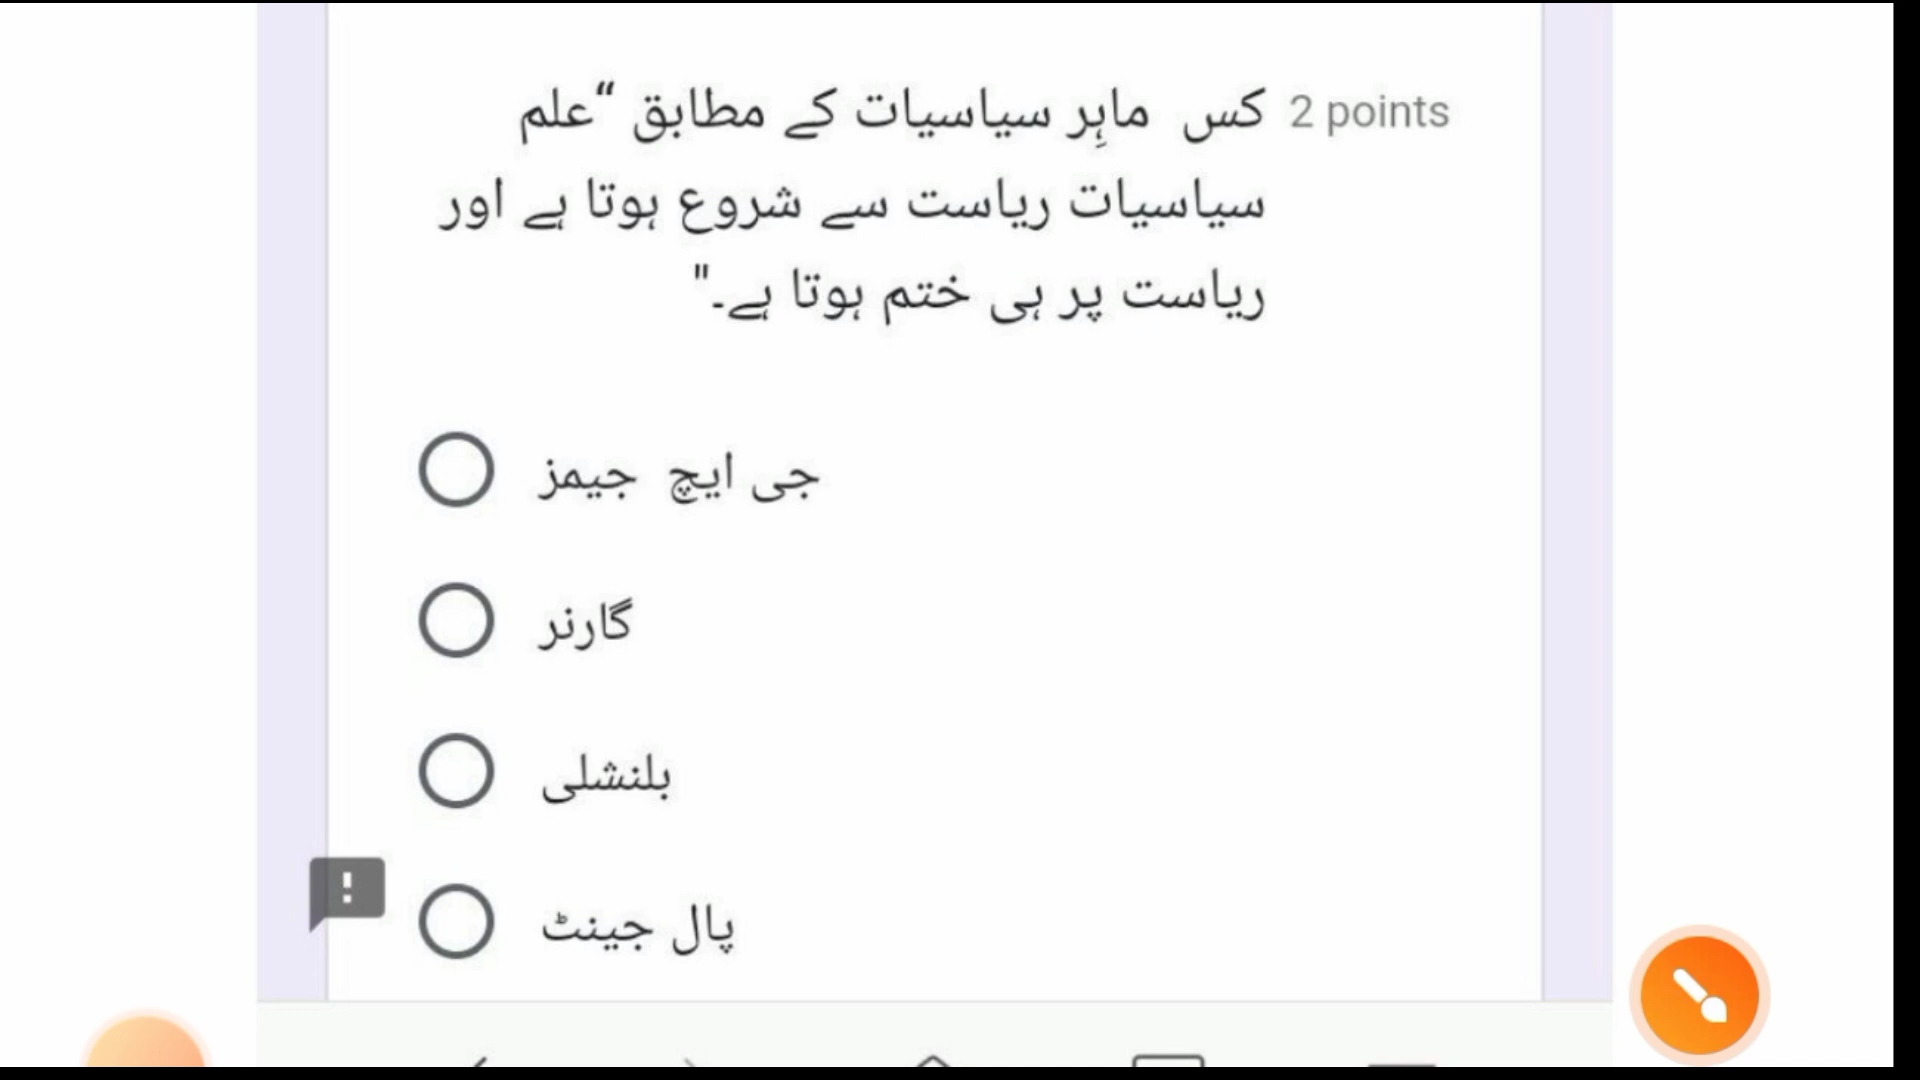 کس ماہِر سیاسیات کے مطابق “علم
2 points
سیاسیات ریاست سے شروع ہوتا ہے اور
ریاست پر ہی ختم ہوتا ہے۔"
جی ایچ جیمز
گارنر
بلنشلی
پال جینٹ